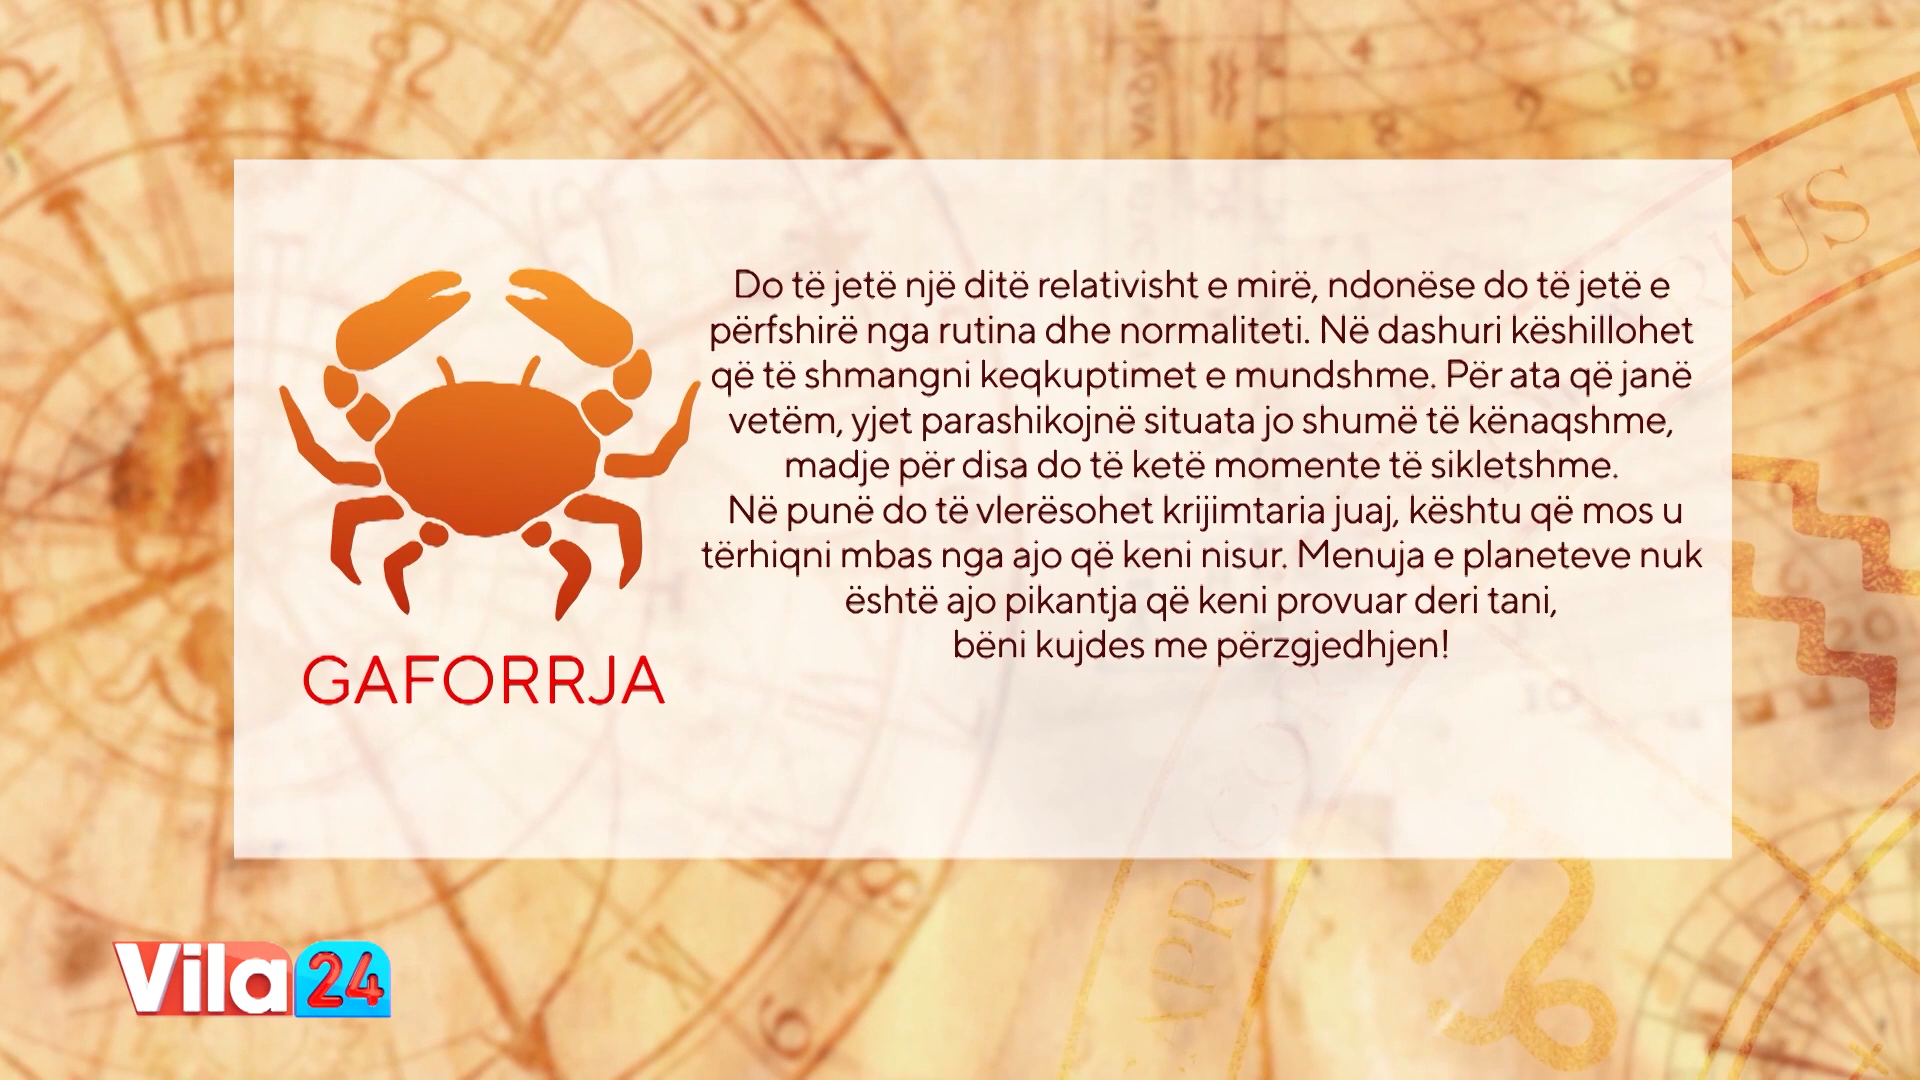 Do të jetë një ditë relativisht e mirë, ndonëse do të jetë e
përfshirë nga rutina dhe normaliteti. Në dashuri këshillohet
që të shmangni keqkuptimet e mundshme. Për ata që janë
vetëm, yjet parashikojnë situata jo shumë të kënaqshme,
madje për disa do të ketë momente të sikletshme.
Në punë do të vlerësohet krijimtaria juaj, kështu që mos u
tërhiqni mbas nga ajo që keni nisur. Menuja e planeteve nuk
është ajo pikantja që keni provuar deri tani,
bëni kujdes me përzgjedhjen!
GAFORRJA
Vila 24